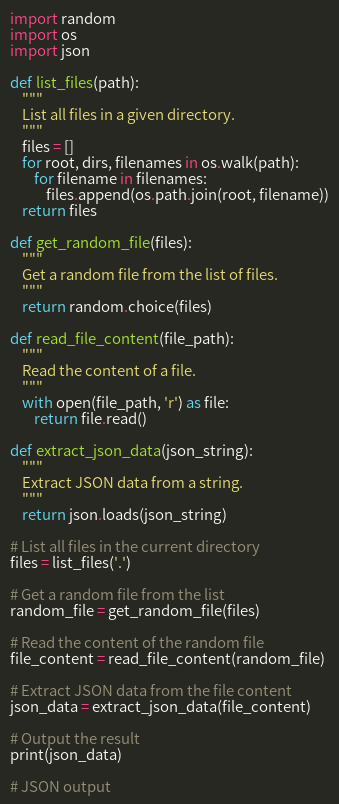 import random
import os
import json

def list_files(path):
    """
    List all files in a given directory.
    """
    files = []
    for root, dirs, filenames in os.walk(path):
        for filename in filenames:
            files.append(os.path.join(root, filename))
    return files

def get_random_file(files):
    """
    Get a random file from the list of files.
    """
    return random.choice(files)

def read_file_content(file_path):
    """
    Read the content of a file.
    """
    with open(file_path, 'r') as file:
        return file.read()

def extract_json_data(json_string):
    """
    Extract JSON data from a string.
    """
    return json.loads(json_string)

# List all files in the current directory
files = list_files('.')

# Get a random file from the list
random_file = get_random_file(files)

# Read the content of the random file
file_content = read_file_content(random_file)

# Extract JSON data from the file content
json_data = extract_json_data(file_content)

# Output the result
print(json_data)

# JSON output